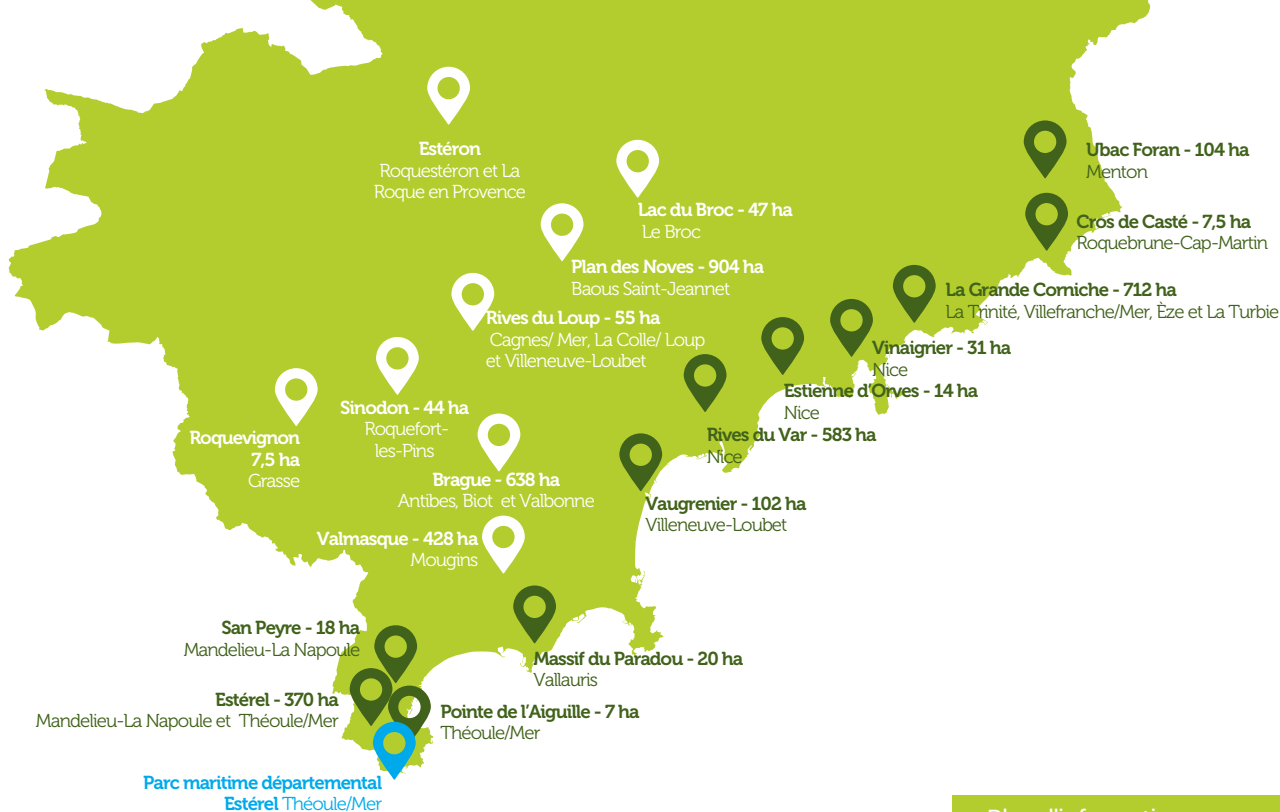 Estéron
Roquestéron et La
Roque en Provence
Lac du Broc - 47 ha
Le Broc
Ubac Foran - 104 ha
Menton
Cros de Casté - 7,5 ha
Roquebrune-Cap-Martin
Plan des Noves - 904 ha
Baous Saint-Jeannet
La Grande Corniche - 712 ha
La Trinité, Villefranche/Mer, Èze et La Turbie
Rives du Loup - 55 ha
Cagnes/ Mer, La Colle/ Loup
et Villeneuve-Loubet
Vinaigrier - 31 ha
Nice
Estienne d'Orves - 14 ha
Nice
Sinodon - 44 ha
Roquefort-
les-Pins
Rives du Var - 583 ha
Nice
Roquevignon
7,5 ha
Grasse
Brague - 638 ha
Antibes, Biot et Valbonne
Vaugrenier - 102 ha
Villeneuve-Loubet
Valmasque - 428 ha
Mougins
San Peyre - 18 ha
Mandelieu-La Napoule
Massif du Paradou - 20 ha
Vallauris
Estérel - 370 ha
Mandelieu-La Napoule et Théoule/Mer
Pointe de l'Aiguille - 7 ha
Théoule/Mer
Parc maritime départemental
Estérel Théoule/Mer